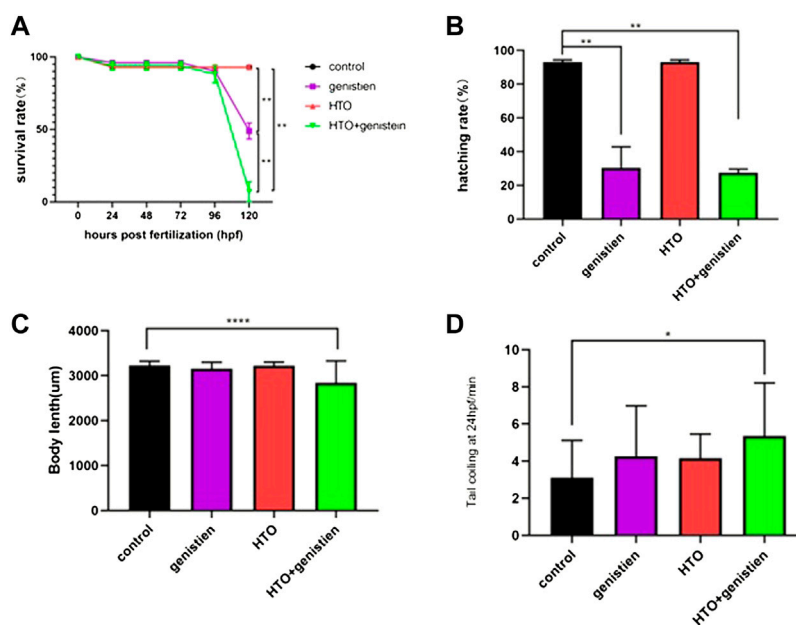 A
100
50
0
survival rate(%)
0 24 48 72 96 120
hours post fertilization (hpf)
control
genistien
HTO
HTO+genistein
**
**
**
B
**
**
100
80
60
40
20
0
hatching rate(%)
control
genistien
HTO
HTO+genistien
C
****
4000
3000
2000
1000
0
Body lenth(um)
control
genistien
HTO
HTO+genistien
D
*
10
8
6
4
2
0
Tail coiling at 24hpf/min
control
genistien
HTO
HTO+genistien